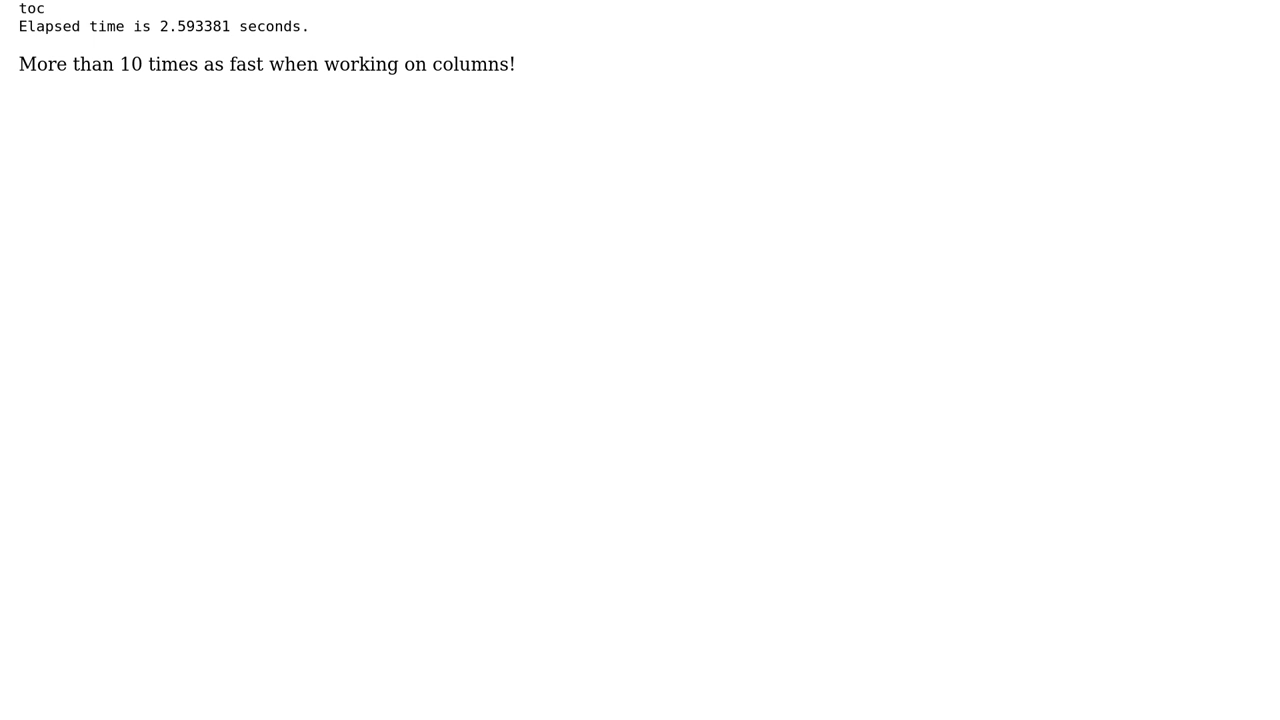 toc
Elapsed time is 2.593381 seconds.
More than 10 times as fast when working on columns!